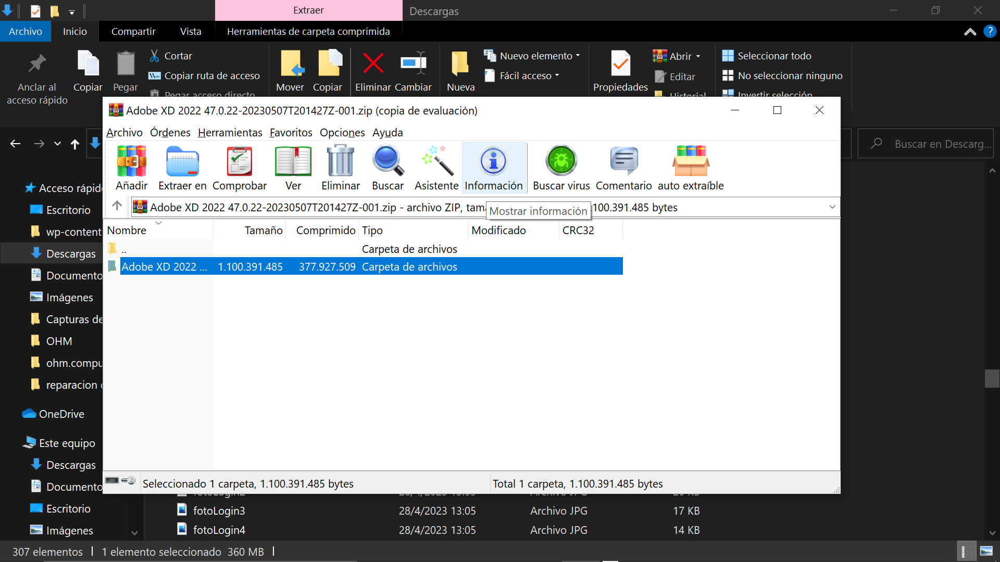 Extraer
Descargas
Archivo
Inicio
Compartir
Vista
Herramientas de carpeta comprimida
?
Anclar al
acceso rápido
Copiar
Pegar
Cortar
Copiar ruta de acceso
Pegar acceso directo
Mover
Copiar
Eliminar
Cambiar
Nueva
Nuevo elemento
Fácil acceso
Propiedades
Abrir
Editar
Historial
Seleccionar todo
No seleccionar ninguno
Invertir selección
Buscar en Descarg...
Adobe XD 2022 47.0.22-20230507T201427Z-001.zip (copia de evaluación)
Archivo Órdenes Herramientas Favoritos Opciones Ayuda
Añadir Extraer en Comprobar Ver Eliminar Buscar Asistente Información Buscar virus Comentario auto extraíble
Adobe XD 2022 47.0.22-20230507T201427Z-001.zip - archivo ZIP, 100.391.485 bytes
Mostrar información
Nombre Tamaño Comprimido Tipo Modificado CRC32
.. Carpeta de archivos
Adobe XD 2022 ... 1.100.391.485 377.927.509 Carpeta de archivos
Seleccionado 1 carpeta, 1.100.391.485 bytes
Total 1 carpeta, 1.100.391.485 bytes
Acceso rápid
Escritorio
wp-content
Descargas
Documento
Imágenes
Capturas de
OHM
ohm.compu
reparacion
OneDrive
Este equipo
Descargas
Documento
Escritorio
Imágenes
fotoLogin3 28/4/2023 13:05 Archivo JPG 17 KB
fotoLogin4 28/4/2023 13:05 Archivo JPG 14 KB
307 elementos
1 elemento seleccionado 360 MB